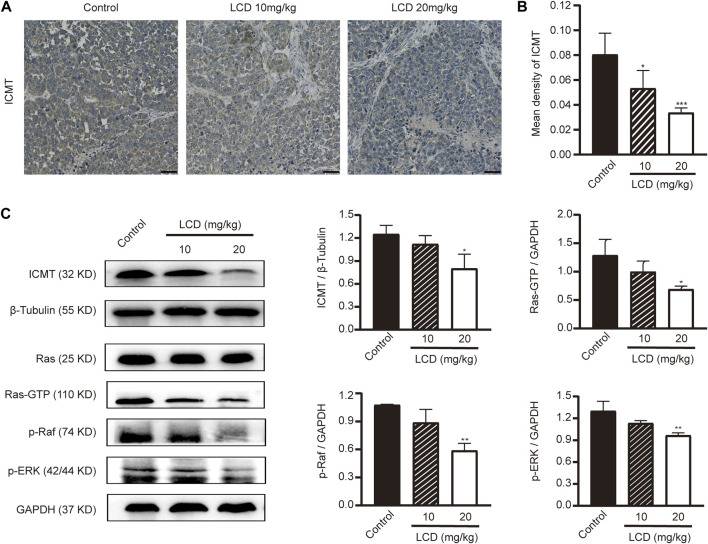 A
Control
LCD 10mg/kg
LCD 20mg/kg
ICMT
B
Mean density of ICMT
0.12
0.10
0.08
0.06
0.04
0.02
0.00
*
***
Control
10
20
LCD (mg/kg)
C
Control
LCD (mg/kg)
10
20
ICMT (32 KD)
β-Tubulin (55 KD)
Ras (25 KD)
Ras-GTP (110 KD)
p-Raf (74 KD)
p-ERK (42/44 KD)
GAPDH (37 KD)
ICMT / β-Tubulin
1.5
1.2
0.9
0.6
0.3
0.0
*
Control
10
20
LCD (mg/kg)
Ras-GTP / GAPDH
2.0
1.5
1.0
0.5
0.0
*
Control
10
20
LCD (mg/kg)
p-Raf / GAPDH
1.2
0.9
0.6
0.3
0.0
**
Control
10
20
LCD (mg/kg)
p-ERK / GAPDH
1.5
1.2
0.9
0.6
0.3
0.0
**
Control
10
20
LCD (mg/kg)